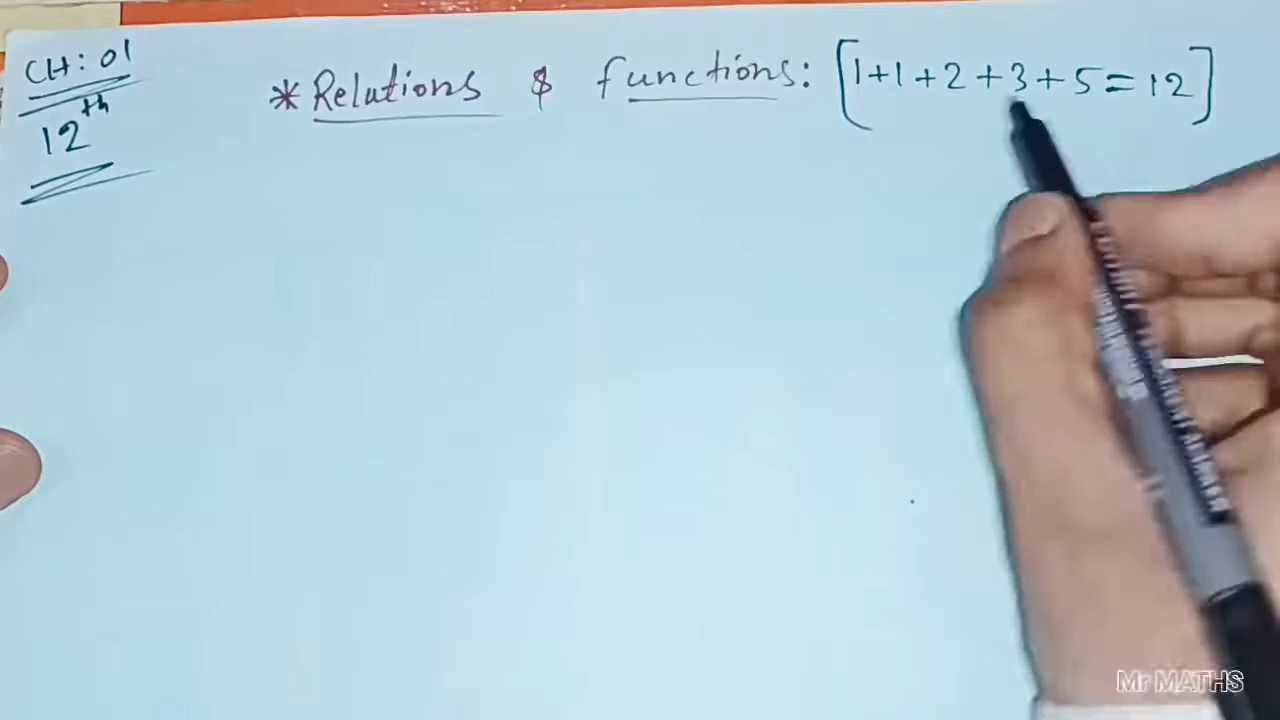 CH: 01
12th
*Relations & functions: [1+1+2+3+5=12]
Mr MATHS